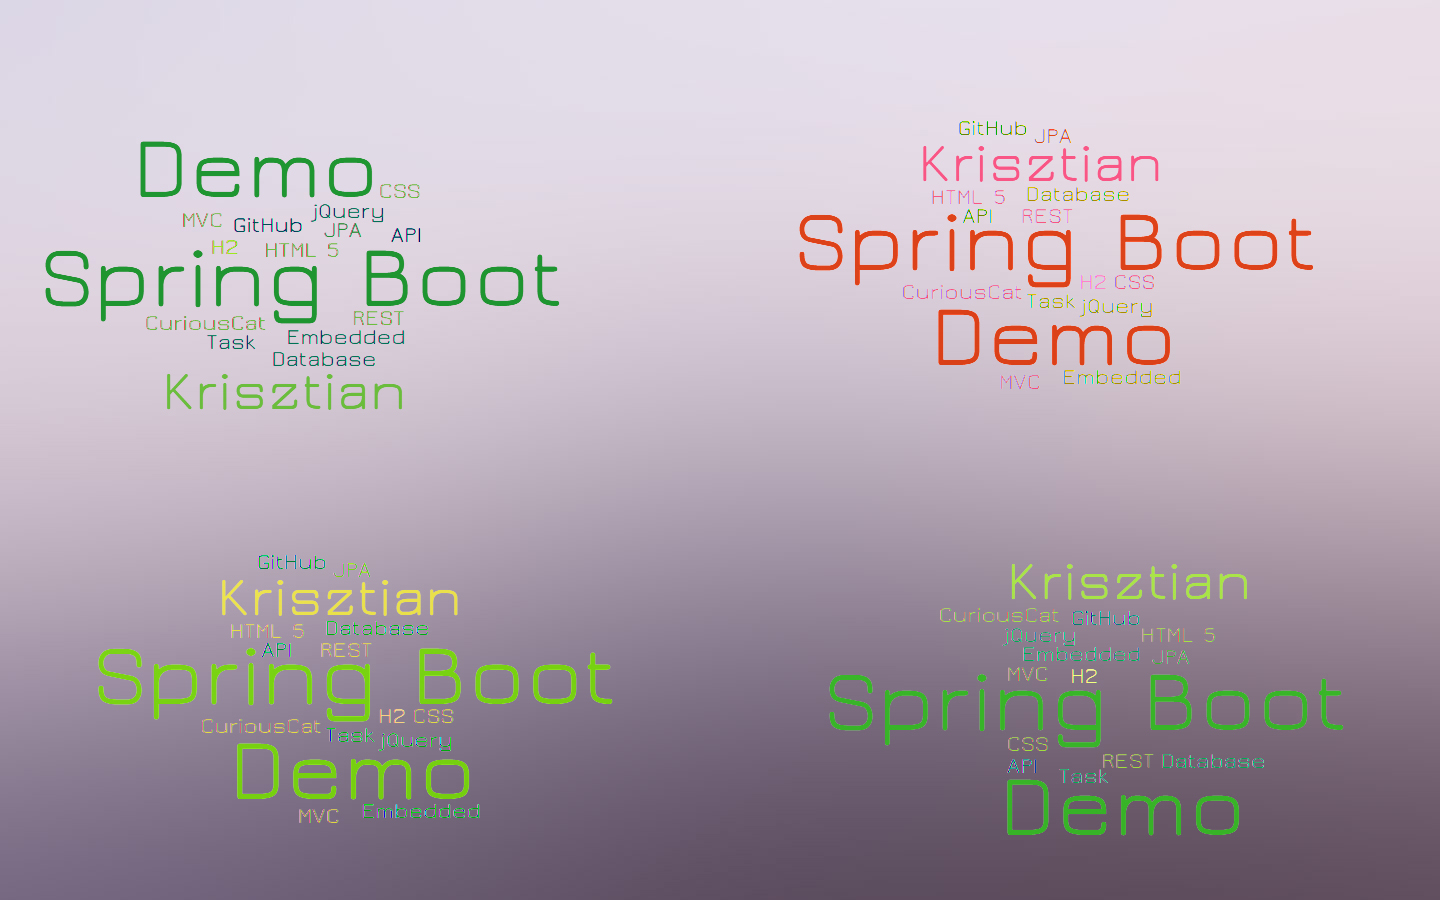 Demo
CSS
MVC GitHub jQuery JPA API
H2 HTML 5
Spring Boot
CuriousCat REST
Task Embedded
Database
Krisztian
GitHub JPA
Krisztian
HTML 5 Database
API REST
Spring Boot
H2 CSS
CuriousCat Task jQuery
Demo
MVC Embedded
GitHub JPA
Krisztian
HTML 5 Database
API REST
Spring Boot
H2 CSS
CuriousCat Task jQuery
Demo
MVC Embedded
Krisztian
CuriousCat GitHub
jQuery HTML 5
Embedded JPA
MVC H2
Spring Boot
CSS
API Task REST Database
Demo